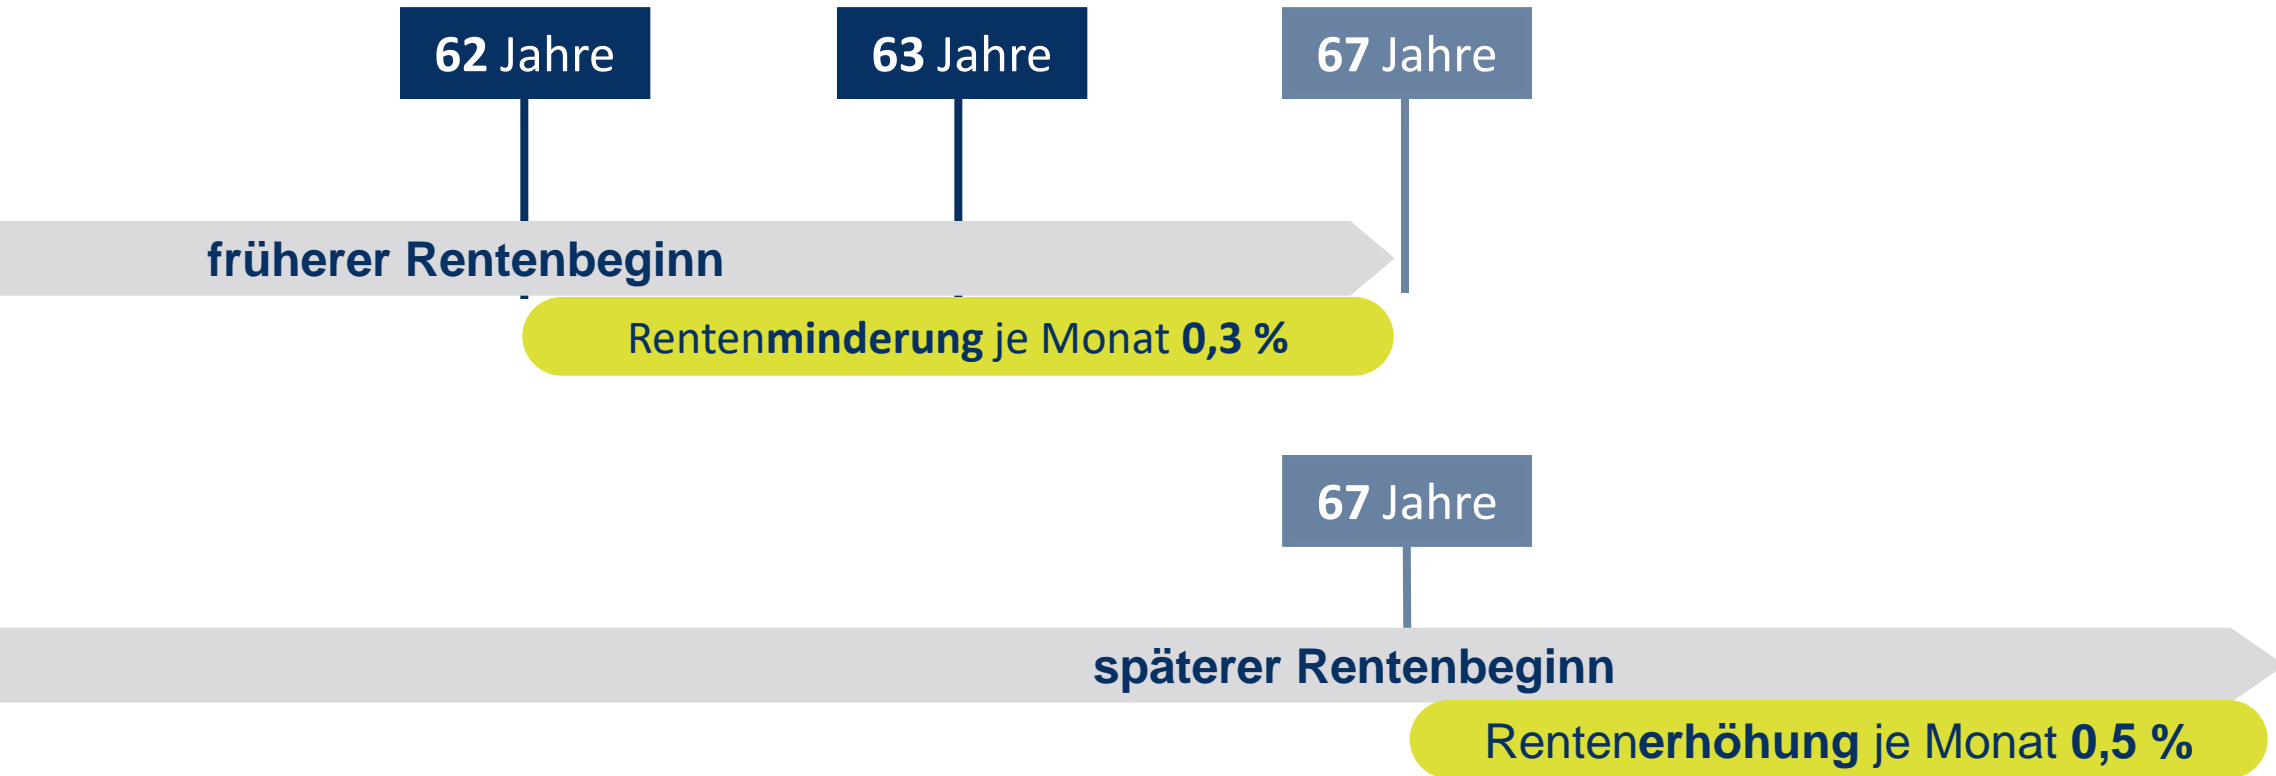 62 Jahre
63 Jahre
67 Jahre
früherer Rentenbeginn
Rentenminderung je Monat 0,3 %
67 Jahre
späterer Rentenbeginn
Rentenerhöhung je Monat 0,5 %